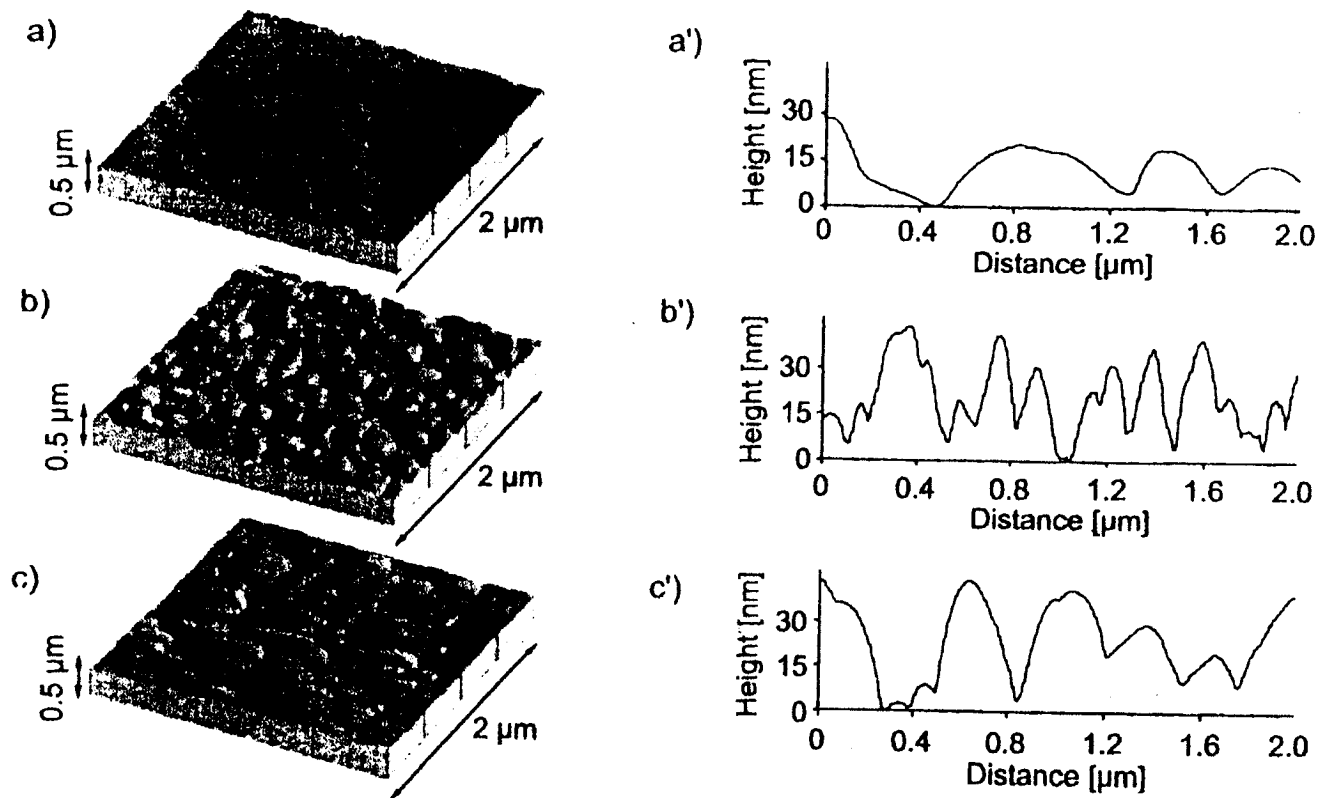 a)
0.5 µm
2 µm
a')
Height [nm]
30
15
0
0 0.4 0.8 1.2 1.6 2.0
Distance [µm]
b)
0.5 µm
2 µm
b')
Height [nm]
30
15
0
0 0.4 0.8 1.2 1.6 2.0
Distance [µm]
c)
0.5 µm
2 µm
c')
Height [nm]
30
15
0
0 0.4 0.8 1.2 1.6 2.0
Distance [µm]